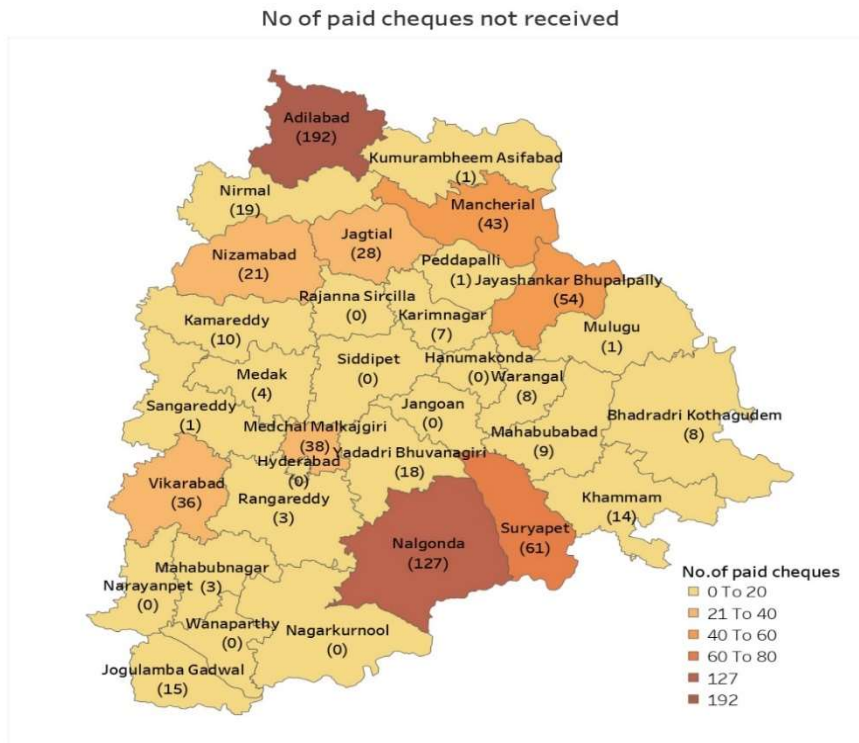 No of paid cheques not received
Adilabad
(192)
Kumurambheem Asifabad
(1)
Nirmal
(19)
Mancherial
(43)
Jagtial
(28)
Nizamabad
(21)
Peddapalli
(1)
Jayashankar Bhupalpally
(54)
Rajanna Sircilla
(0)
Karimnagar
(7)
Kamareddy
(10)
Mulugu
(1)
Siddipet
(0)
Hanumakonda
(0)
Warangal
(8)
Medak
(4)
Sangareddy
(1)
Jangoan
(0)
Bhadradri Kothagudem
(8)
Medchal Malkajgiri
(38)
Mahabubabad
(9)
Yadadri Bhuvanagiri
(18)
Hyderabad
(0)
Vikarabad
(36)
Rangareddy
(3)
Khammam
(14)
Suryapet
(61)
Nalgonda
(127)
Mahabubnagar
(3)
Narayanpet
(0)
Wanaparthy
(0)
Nagarkurnool
(0)
Jogulamba Gadwal
(15)
No.of paid cheques
0 To 20
21 To 40
40 To 60
60 To 80
127
192